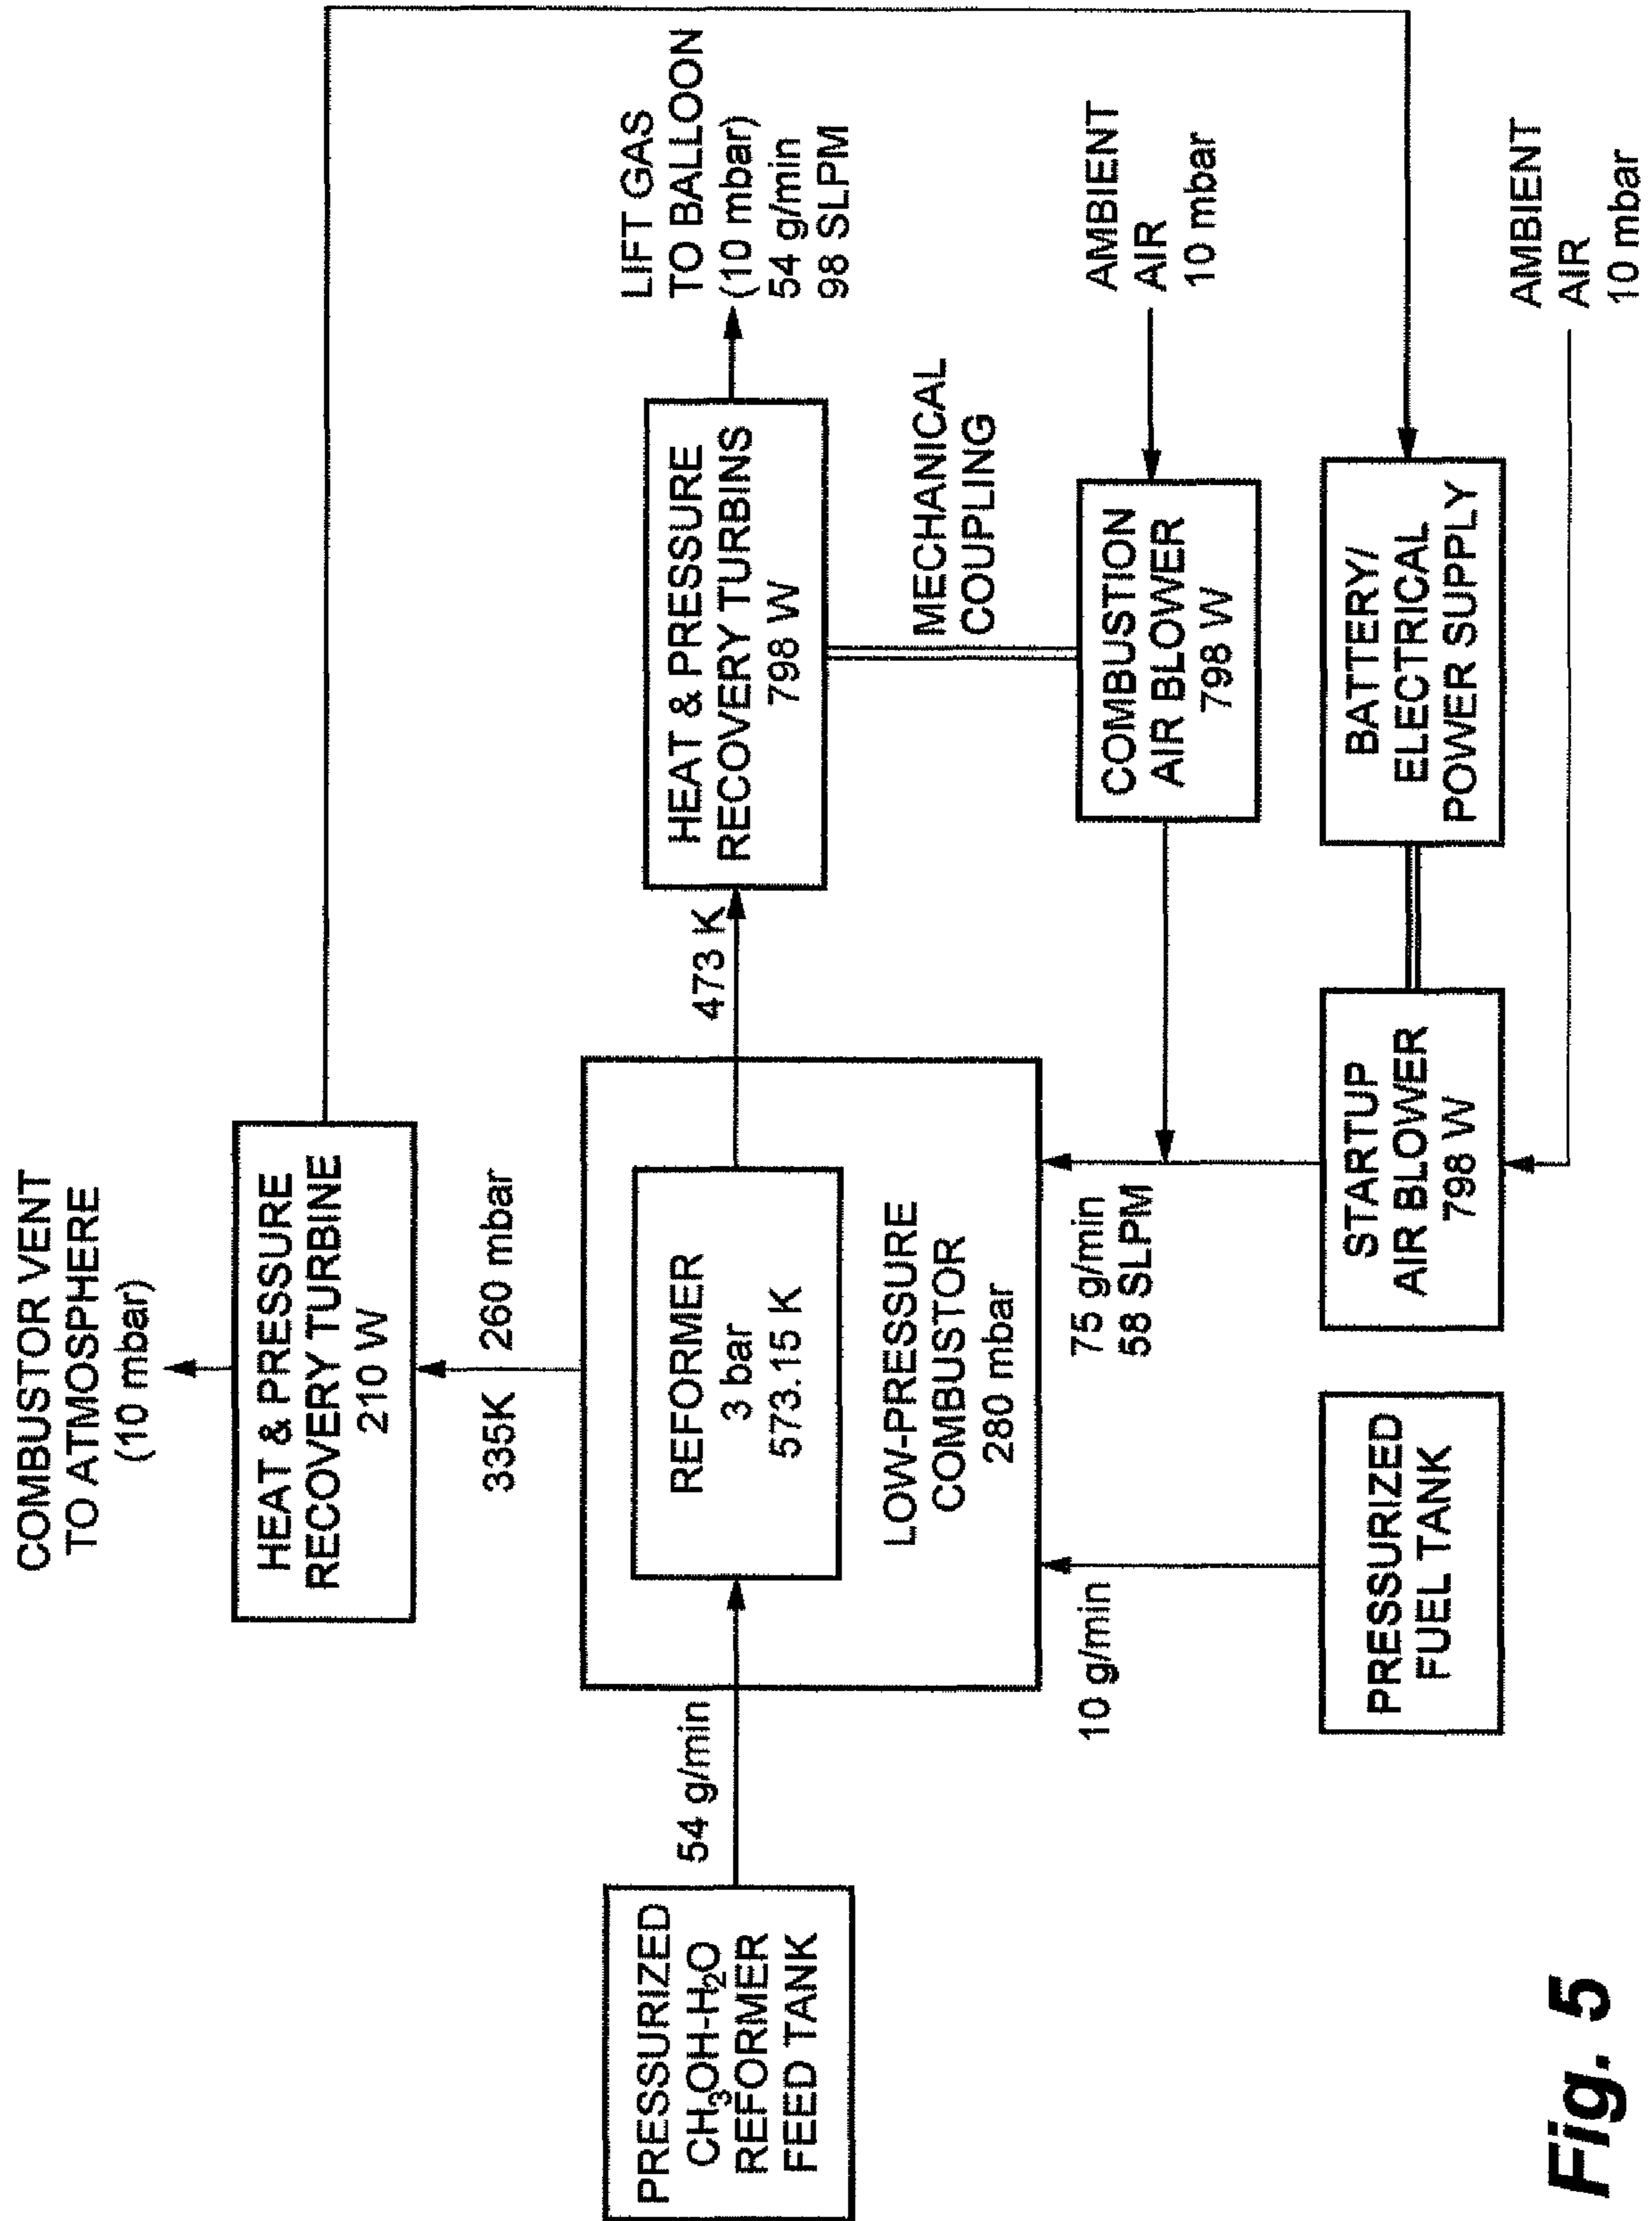 COMBUSTOR VENT
TO ATMOSPHERE
(10 mbar)
HEAT & PRESSURE
RECOVERY TURBINE
210 W
335K
260 mbar
PRESSURIZED
CH3OH-H2O
REFORMER
FEED TANK
54 g/min
REFORMER
3 bar
573.15 K
LOW-PRESSURE
COMBUSTOR
280 mbar
473 K
HEAT & PRESSURE
RECOVERY TURBINS
798 W
LIFT GAS
TO BALLOON
(10 mbar)
54 g/min
98 SLPM
MECHANICAL
COUPLING
COMBUSTION
AIR BLOWER
798 W
AMBIENT
AIR
10 mbar
10 g/min
75 g/min
58 SLPM
PRESSURIZED
FUEL TANK
STARTUP
AIR BLOWER
798 W
BATTERY/
ELECTRICAL
POWER SUPPLY
AMBIENT
AIR
10 mbar
Fig. 5